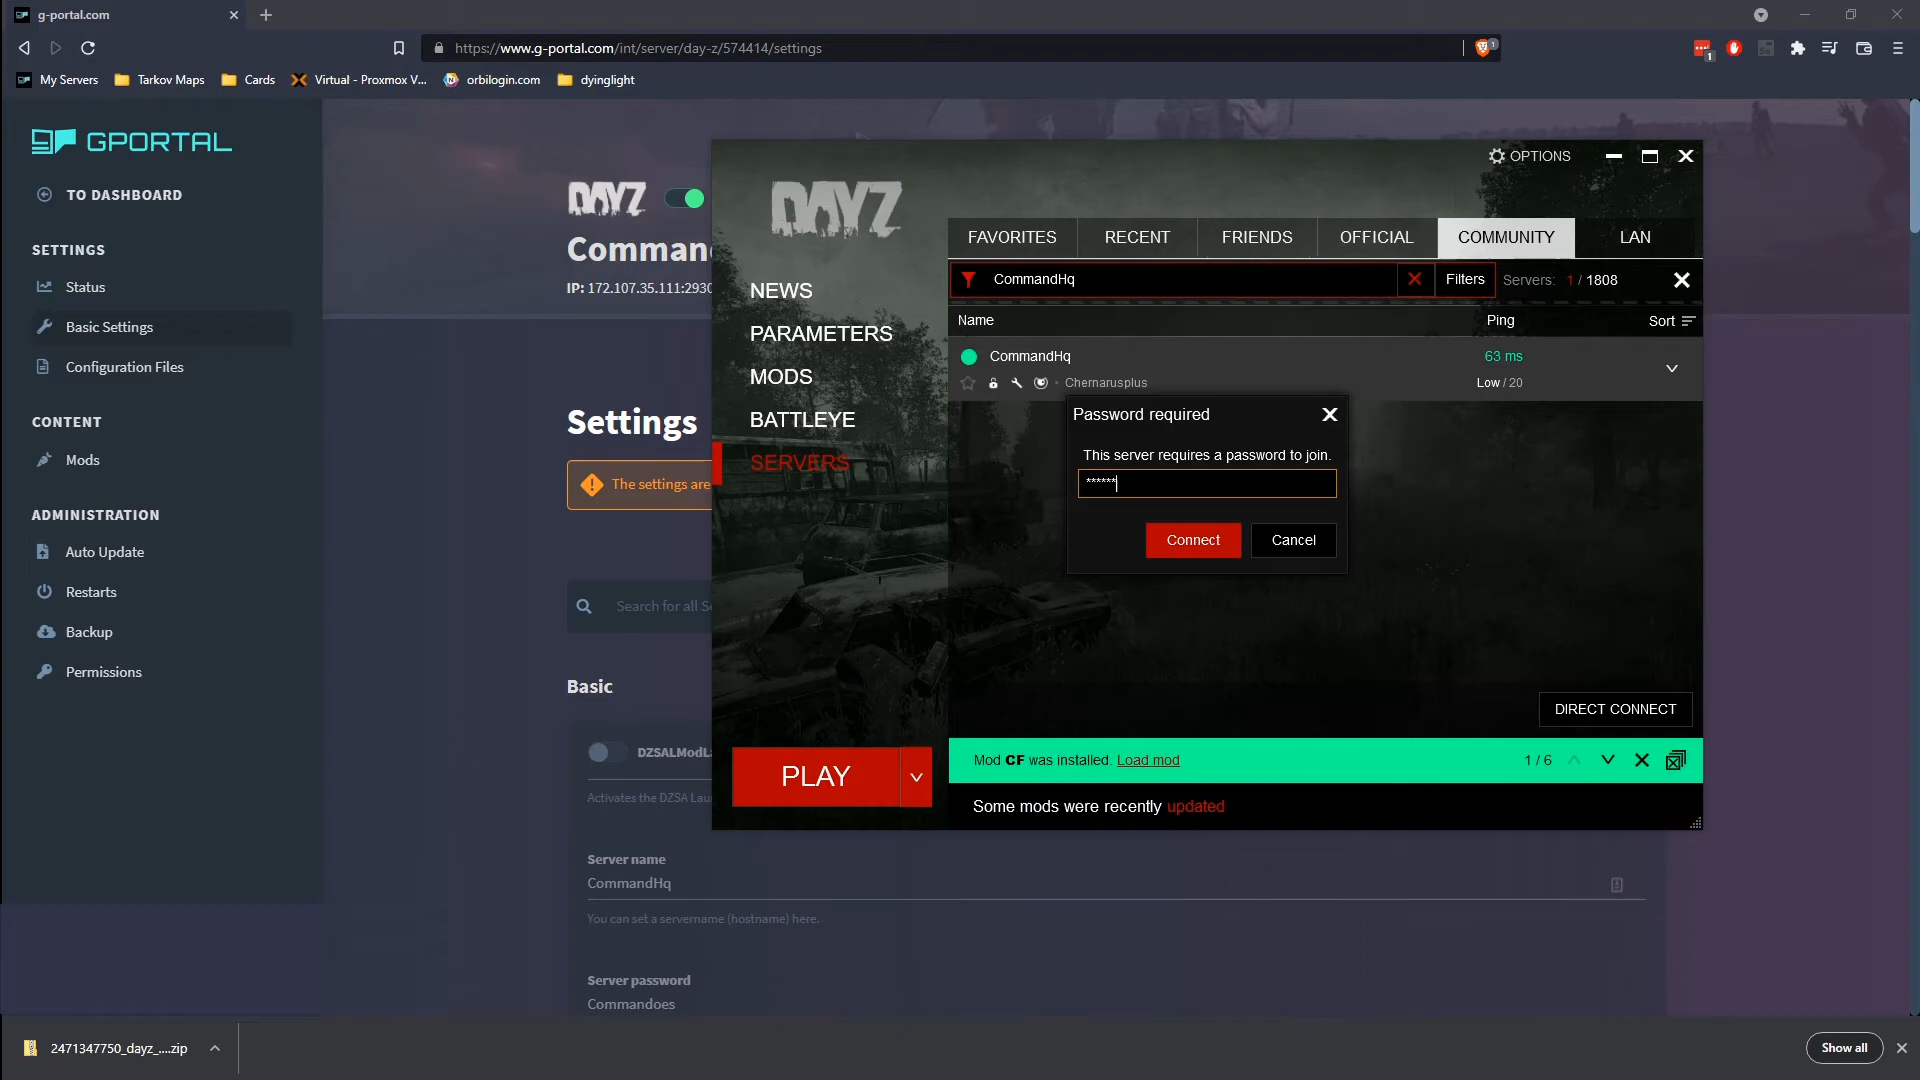 g-portal.com
https://www.g-portal.com/int/server/day-z/574414/settings
My Servers
Tarkov Maps
Cards
Virtual - Proxmox V...
orbilogin.com
dyinglight
GPORTAL
TO DASHBOARD
SETTINGS
Status
Basic Settings
Configuration Files
CONTENT
Mods
ADMINISTRATION
Auto Update
Restarts
Backup
Permissions
DAYZ
Comman
IP: 172.107.35.111:2930
Settings
The settings are
Search for all S
Basic
DZSALModLa
Activates the DZSA Lau
Server name
CommandHq
You can set a servername (hostname) here.
Server password
Commandoes
OPTIONS
DAYZ
NEWS
PARAMETERS
MODS
BATTLEYE
SERVERS
PLAY
FAVORITES
RECENT
FRIENDS
OFFICIAL
COMMUNITY
LAN
CommandHq
Filters
Servers: 1 / 1808
Name
Ping
Sort
CommandHq
63 ms
Chernarusplus
Low / 20
Password required
This server requires a password to join.
******
Connect
Cancel
DIRECT CONNECT
Mod CF was installed. Load mod
1 / 6
Some mods were recently updated
2471347750_dayz_....zip
Show all